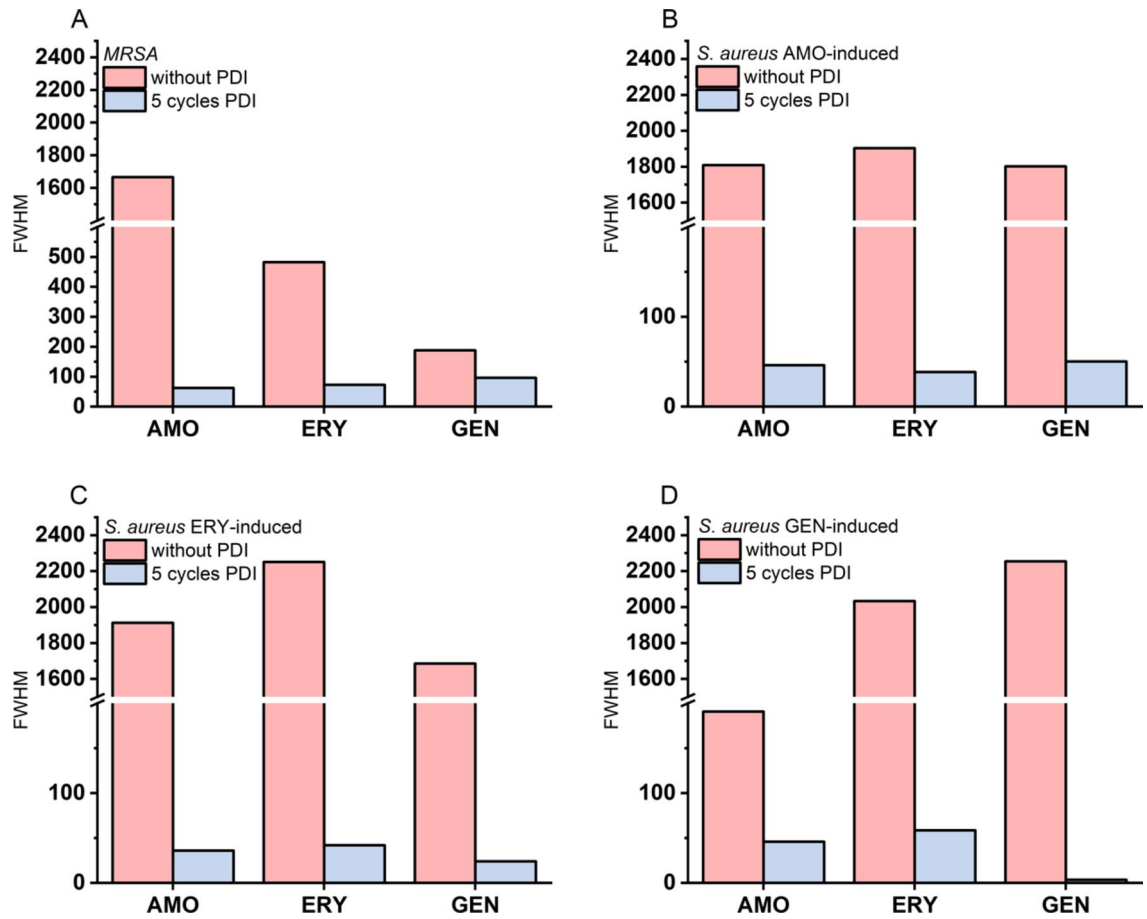 A
MRSA
without PDI
5 cycles PDI
2400
2200
2000
1800
1600
500
400
300
200
100
0
FWHM
AMO ERY GEN
B
S. aureus AMO-induced
without PDI
5 cycles PDI
2400
2200
2000
1800
1600
100
0
FWHM
AMO ERY GEN
C
S. aureus ERY-induced
without PDI
5 cycles PDI
2400
2200
2000
1800
1600
100
0
FWHM
AMO ERY GEN
D
S. aureus GEN-induced
without PDI
5 cycles PDI
2400
2200
2000
1800
1600
100
0
FWHM
AMO ERY GEN